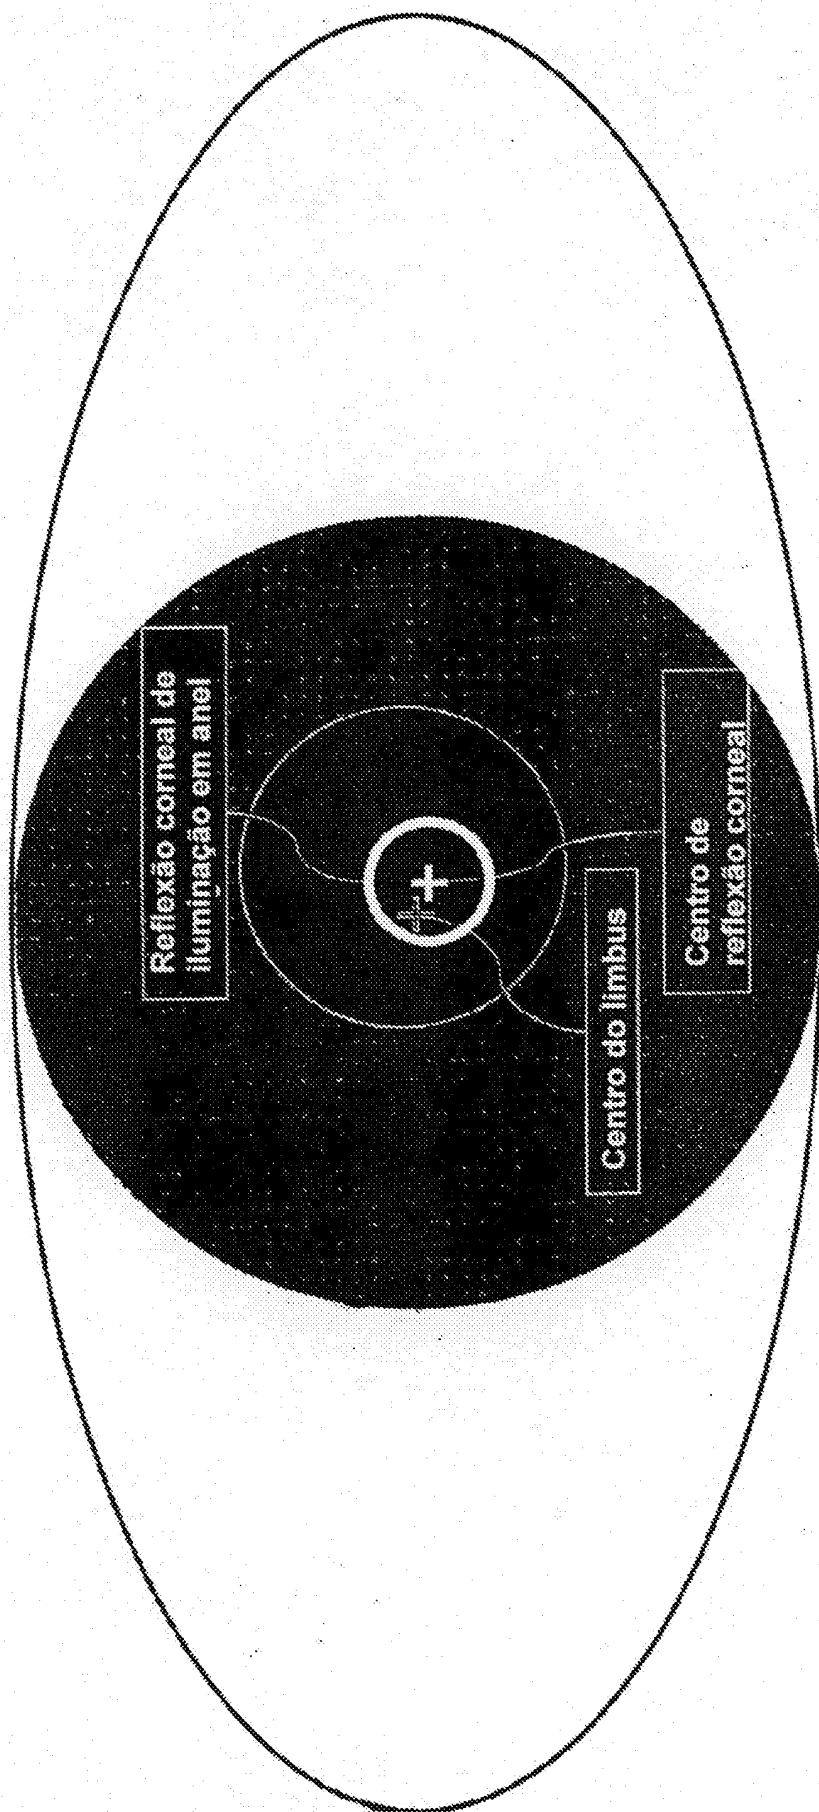 Reflexão corneal de
iluminação em anel
Centro do limbus
Centro de
reflexão corneal